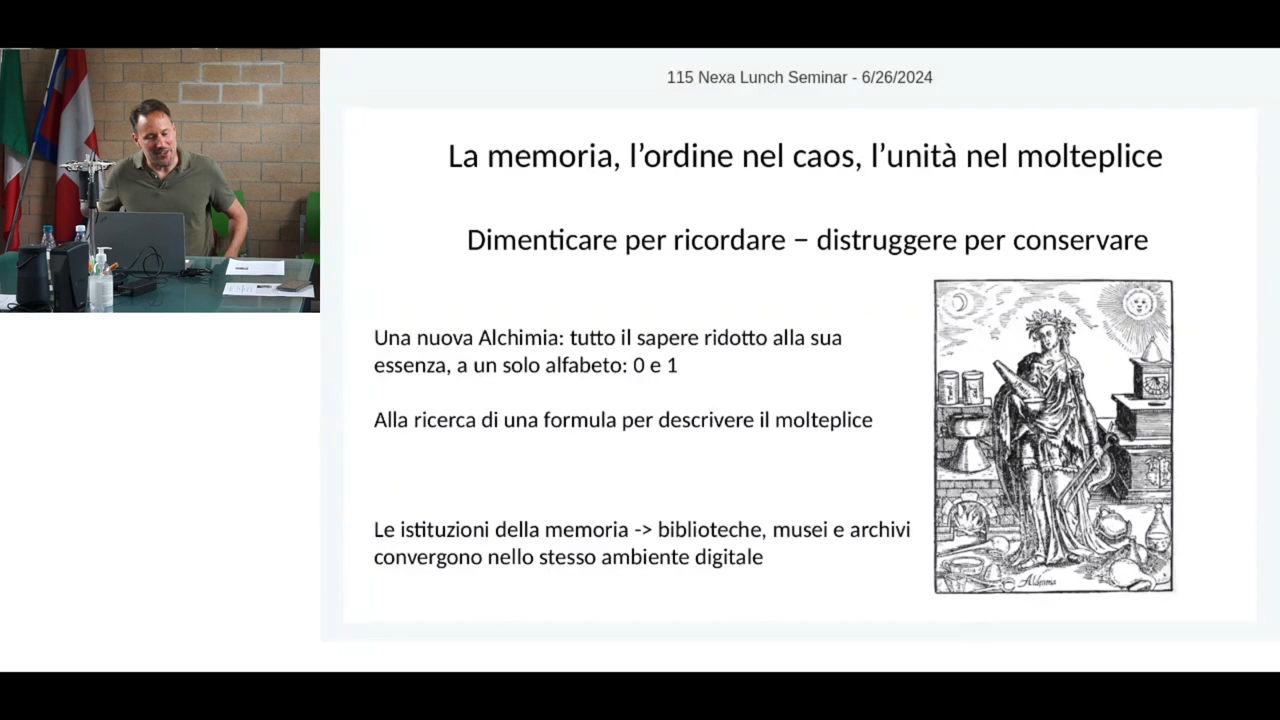 115 Nexa Lunch Seminar - 6/26/2024
La memoria, l’ordine nel caos, l’unità nel molteplice
Dimenticare per ricordare – distruggere per conservare
Una nuova Alchimia: tutto il sapere ridotto alla sua
essenza, a un solo alfabeto: 0 e 1
Alla ricerca di una formula per descrivere il molteplice
Le istituzioni della memoria -> biblioteche, musei e archivi
convergono nello stesso ambiente digitale